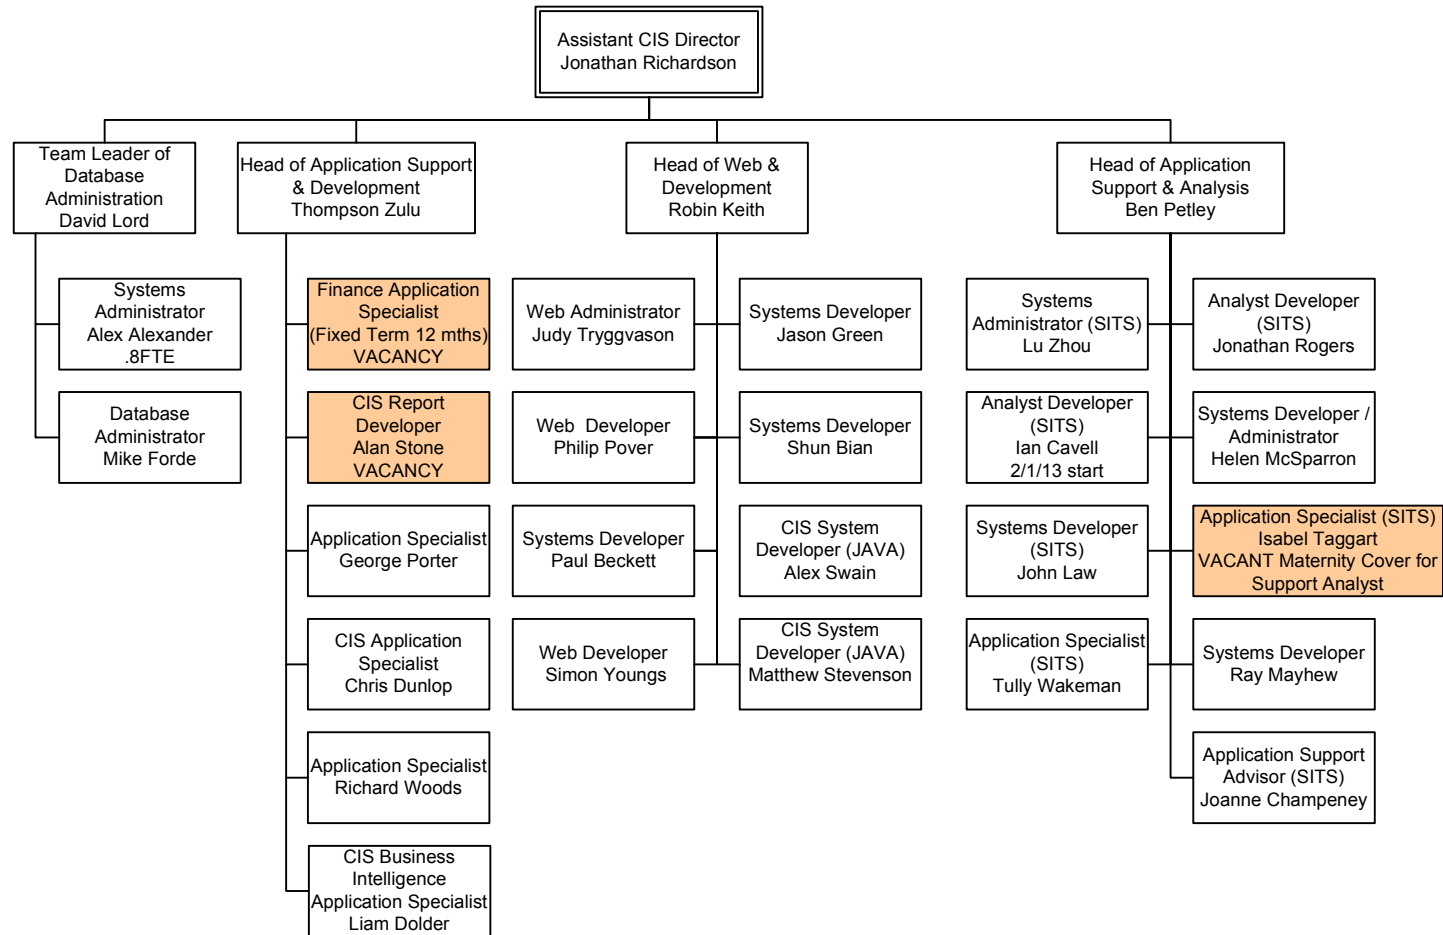 Assistant CIS Director
Jonathan Richardson
Team Leader of
Database
Administration
David Lord
Head of Application Support
& Development
Thompson Zulu
Head of Web &
Development
Robin Keith
Head of Application
Support & Analysis
Ben Petley
Systems
Administrator
Alex Alexander
.8FTE
Database
Administrator
Mike Forde
Finance Application
Specialist
(Fixed Term 12 mths)
VACANCY
CIS Report
Developer
Alan Stone
VACANCY
Application Specialist
George Porter
CIS Application
Specialist
Chris Dunlop
Application Specialist
Richard Woods
CIS Business
Intelligence
Application Specialist
Liam Dolder
Web Administrator
Judy Tryggvason
Web  Developer
Philip Pover
Systems Developer
Paul Beckett
Web Developer
Simon Youngs
Systems Developer
Jason Green
Systems Developer
Shun Bian
CIS System
Developer (JAVA)
Alex Swain
CIS System
Developer (JAVA)
Matthew Stevenson
Systems
Administrator (SITS)
Lu Zhou
Analyst Developer
(SITS)
Ian Cavell
2/1/13 start
Systems Developer
(SITS)
John Law
Application Specialist
(SITS)
Tully Wakeman
Analyst Developer
(SITS)
Jonathan Rogers
Systems Developer /
Administrator
Helen McSparron
Application Specialist (SITS)
Isabel Taggart
VACANT Maternity Cover for
Support Analyst
Systems Developer
Ray Mayhew
Application Support
Advisor (SITS)
Joanne Champeney